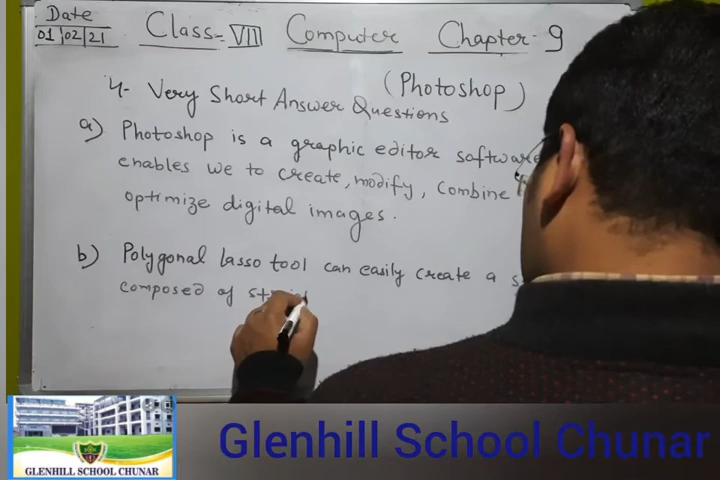 Date
01/02/21
Class-VII Computer Chapter-9
(Photoshop)
4- Very Short Answer Questions
a) Photoshop is a graphic editor software
enables we to create, modify, combine
optimize digital images.
b) Polygonal lasso tool can easily create a
composed of
GLENHILL SCHOOL CHUNAR
Glenhill School Chunar